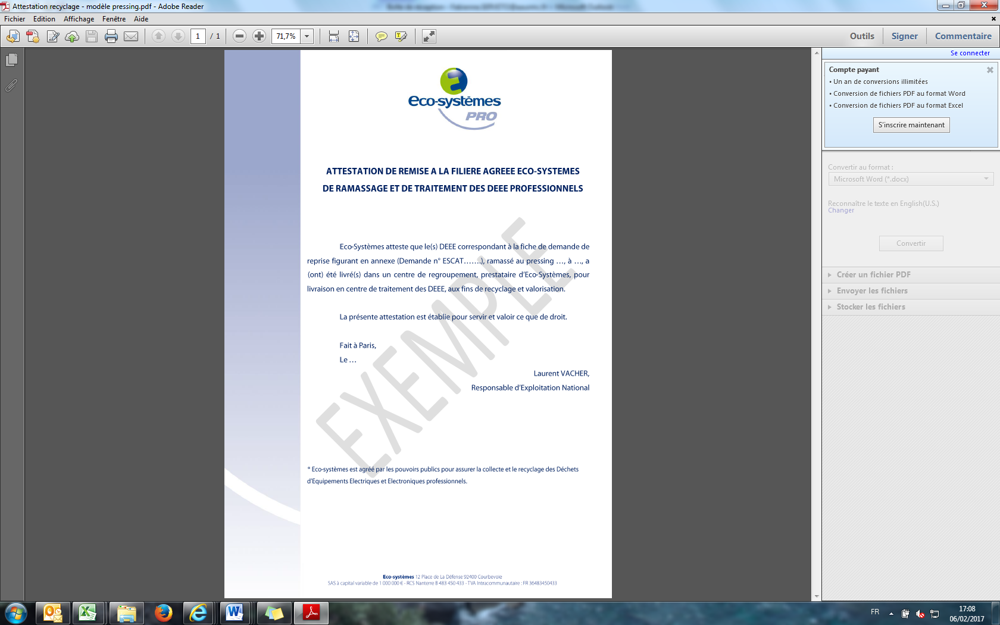 Attestation recyclage - modèle pressing.pdf - Adobe Reader
Fichier Edition Affichage Fenêtre Aide
1 / 1 71,7% Outils Signer Commentaire
Se connecter
Compte payant
• Un an de conversions illimitées
• Conversion de fichiers PDF au format Word
• Conversion de fichiers PDF au format Excel
S'inscrire maintenant
Convertir au format :
Microsoft Word (*.docx)
Reconnaître le texte en English(U.S.)
Changer
Convertir
Créer un fichier PDF
Envoyer les fichiers
Stocker les fichiers
eco-systèmes
PRO
ATTESTATION DE REMISE A LA FILIERE AGREEE ECO-SYSTEMES
DE RAMASSAGE ET DE TRAITEMENT DES DEEE PROFESSIONNELS
Eco-Systèmes atteste que le(s) DEEE correspondant à la fiche de demande de
reprise figurant en annexe (Demande n° ESCAT…….), ramassé au pressing …, à …, a
(ont) été livré(s) dans un centre de regroupement, prestataire d'Eco-Systèmes, pour
livraison en centre de traitement des DEEE, aux fins de recyclage et valorisation.
La présente attestation est établie pour servir et valoir ce que de droit.
Fait à Paris,
Le …
Laurent VACHER,
Responsable d'Exploitation National
EXEMPLE
* Eco-systèmes est agréé par les pouvoirs publics pour assurer la collecte et le recyclage des Déchets
d'Equipements Electriques et Electroniques professionnels.
Eco-systèmes 12 Place de La Défense 92400 Courbevoie
SAS à capital variable de 1 000 000 € - RCS Nanterre B 483 450 433 - TVA Intracommunautaire : FR 36483450433
FR 17:08
06/02/2017